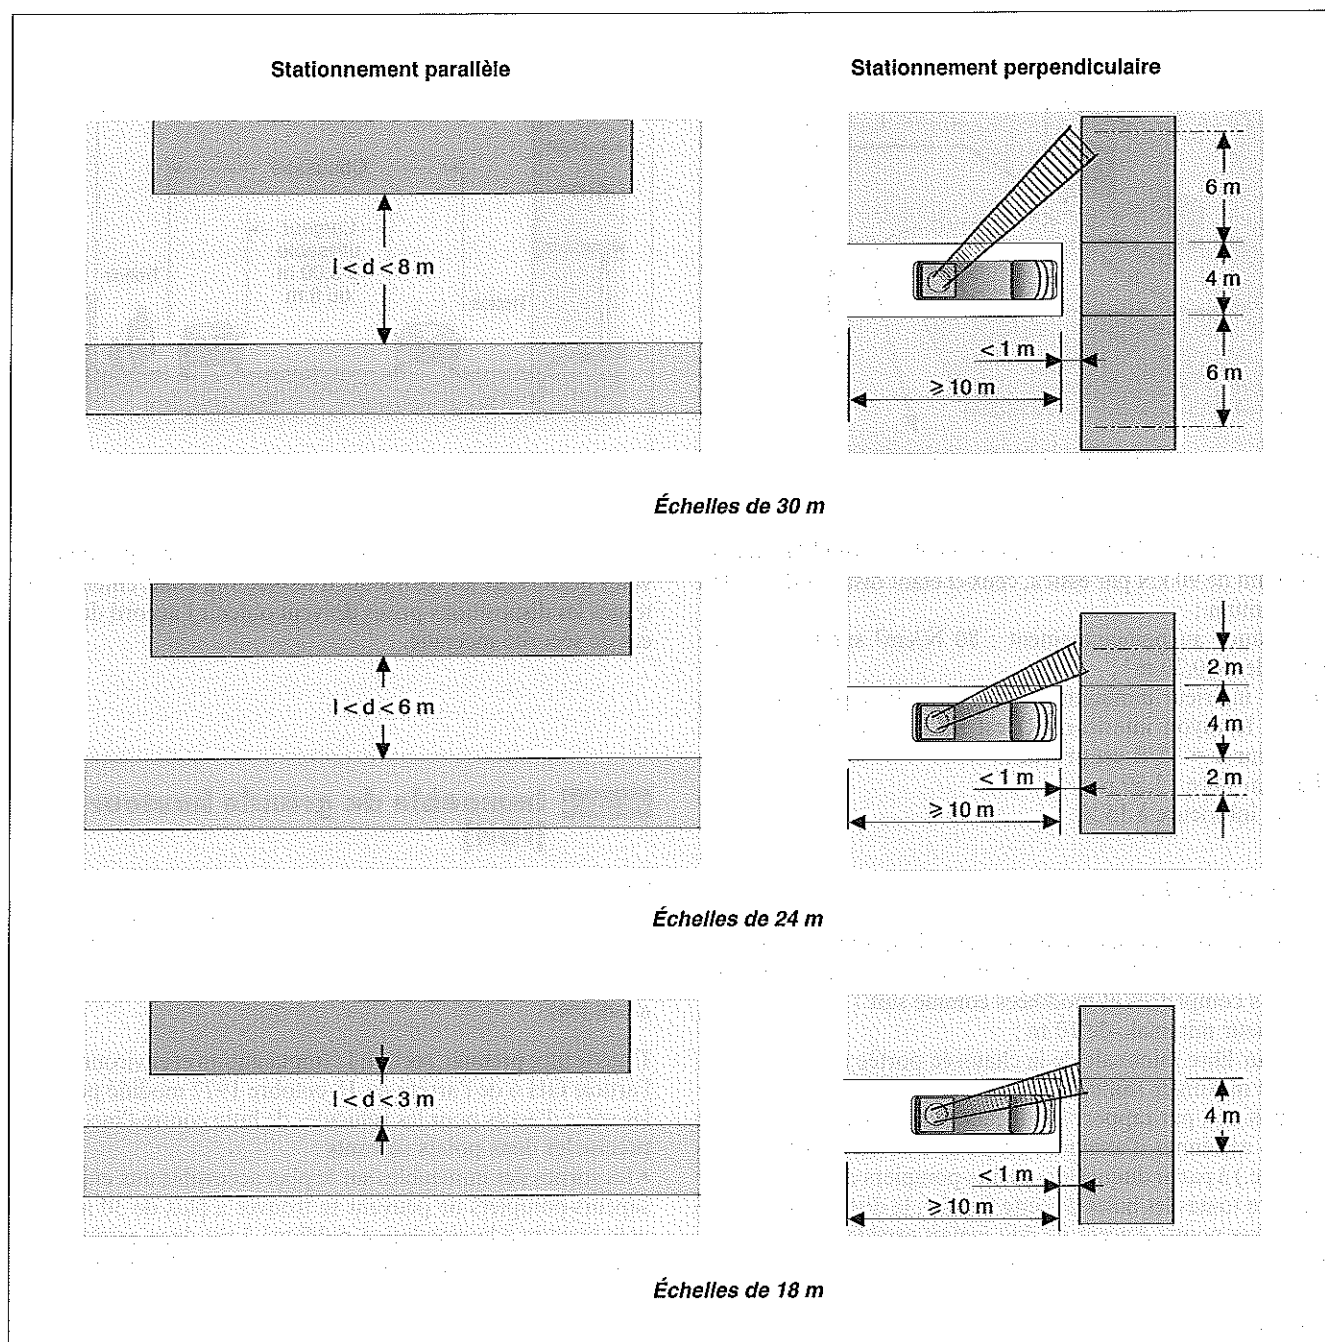 Stationnement parallèle
Stationnement perpendiculaire
l < d < 8 m
6 m
4 m
< 1 m
6 m
⩾ 10 m
Échelles de 30 m
l < d < 6 m
2 m
4 m
< 1 m
2 m
⩾ 10 m
Échelles de 24 m
l < d < 3 m
4 m
< 1 m
⩾ 10 m
Échelles de 18 m